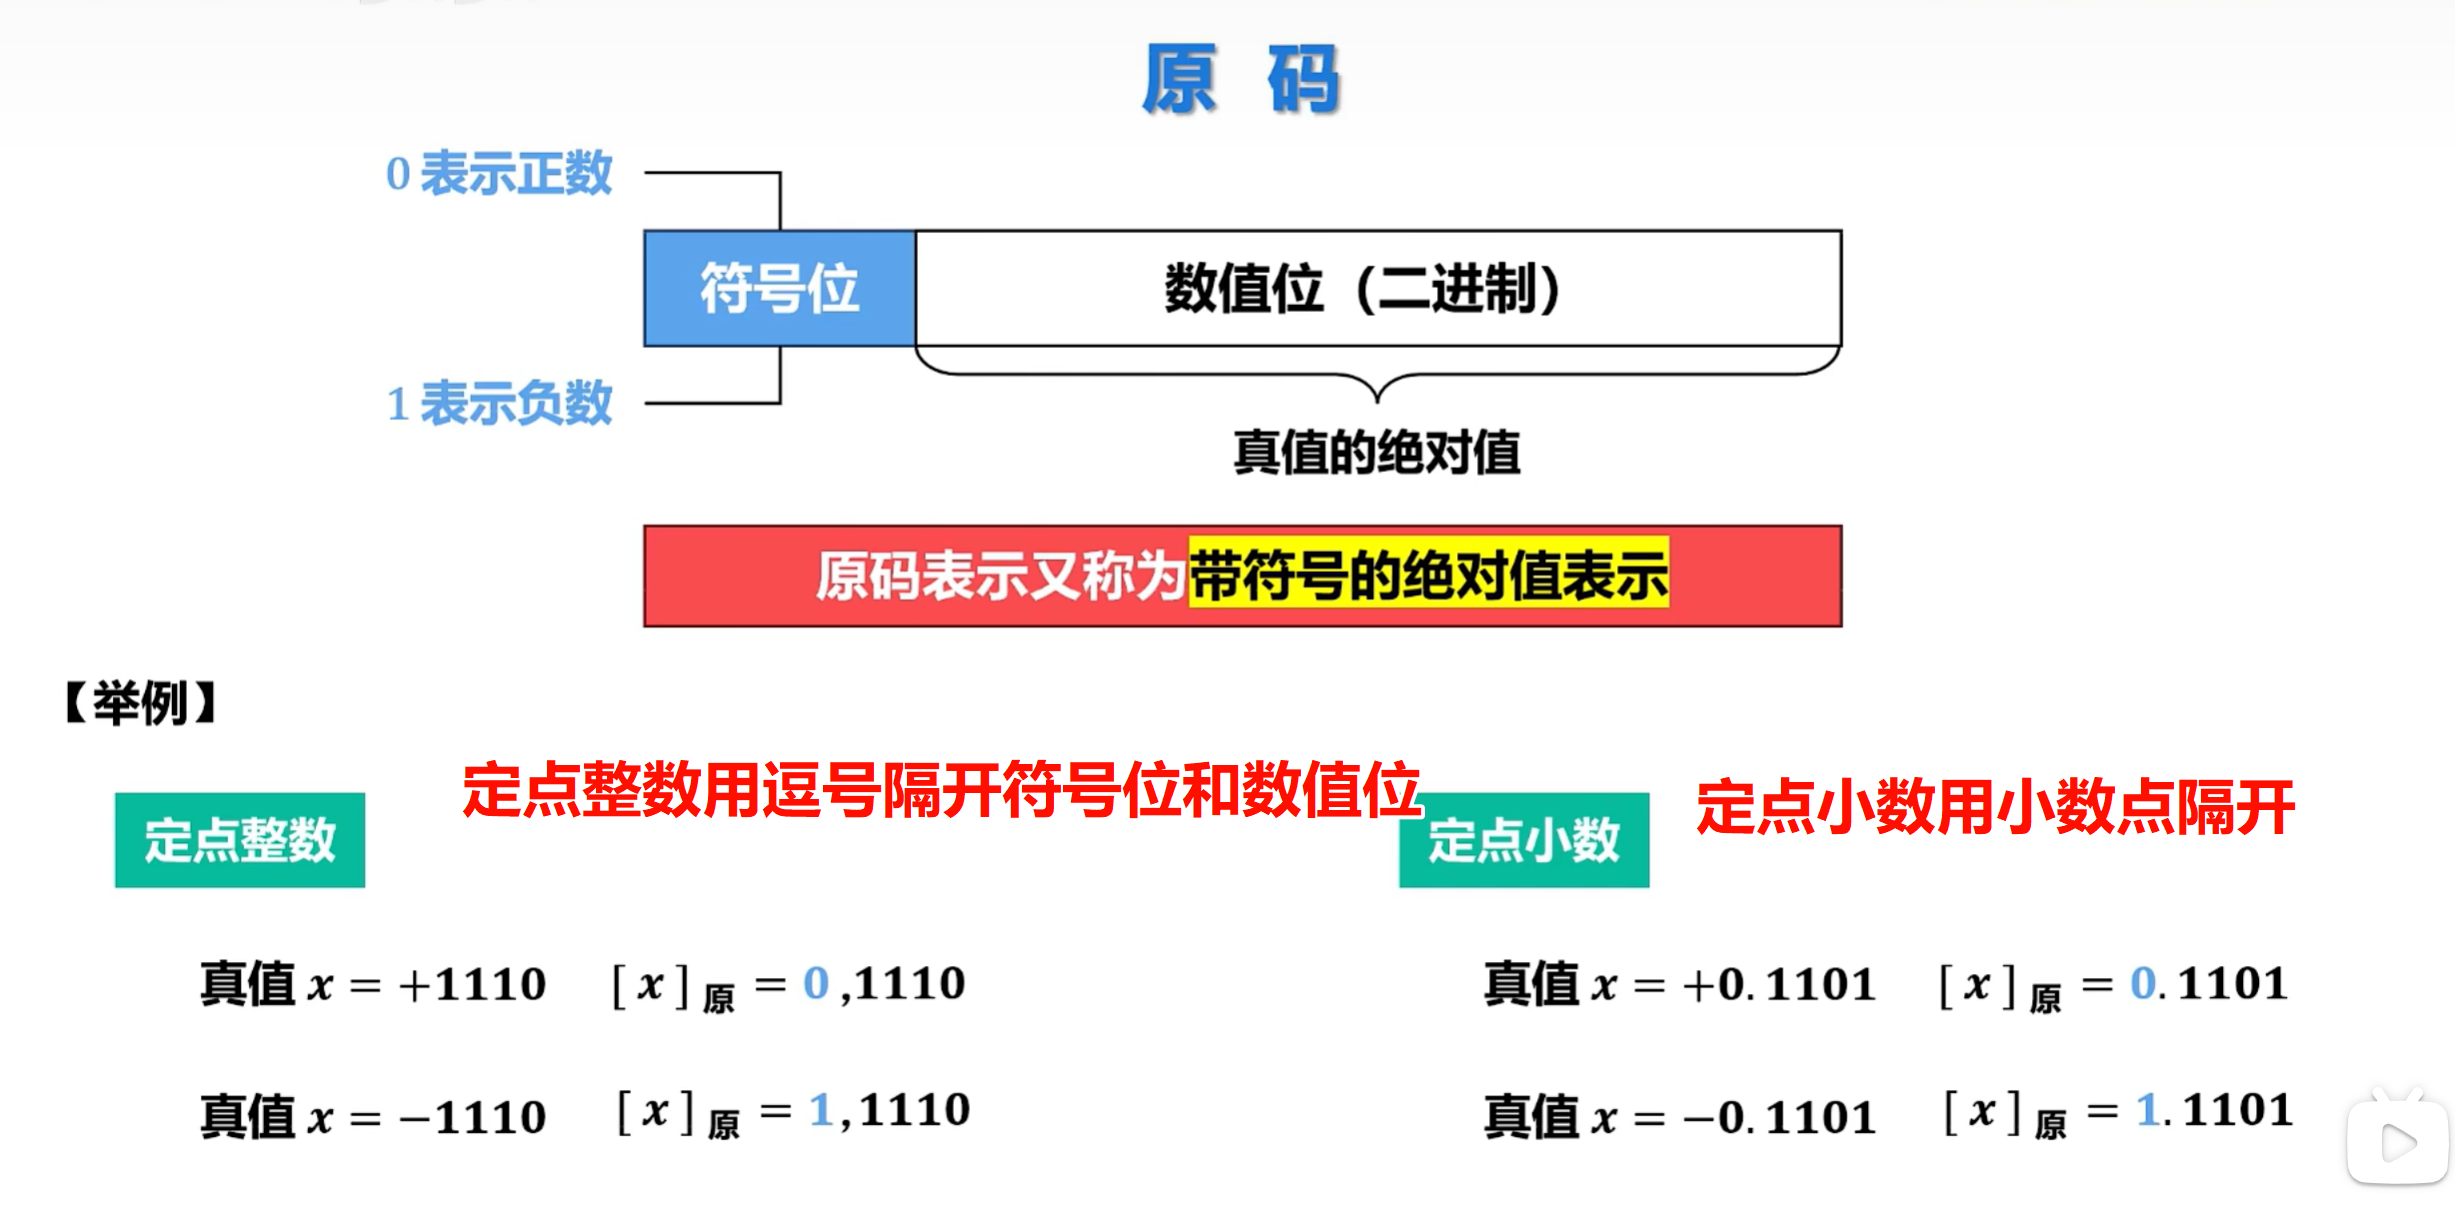 原 码
0 表示正数
符号位 数值位（二进制）
1 表示负数
真值的绝对值
原码表示又称为带符号的绝对值表示
【举例】
定点整数用逗号隔开符号位和数值位
定点整数
定点小数用小数点隔开
定点小数
真值 x = +1110 [ x ]原 = 0 ,1110
真值 x = −1110 [ x ]原 = 1,1110
真值 x = +0. 1101 [ x ]原 = 0. 1101
真值 x = −0. 1101 [ x ]原 = 1. 1101